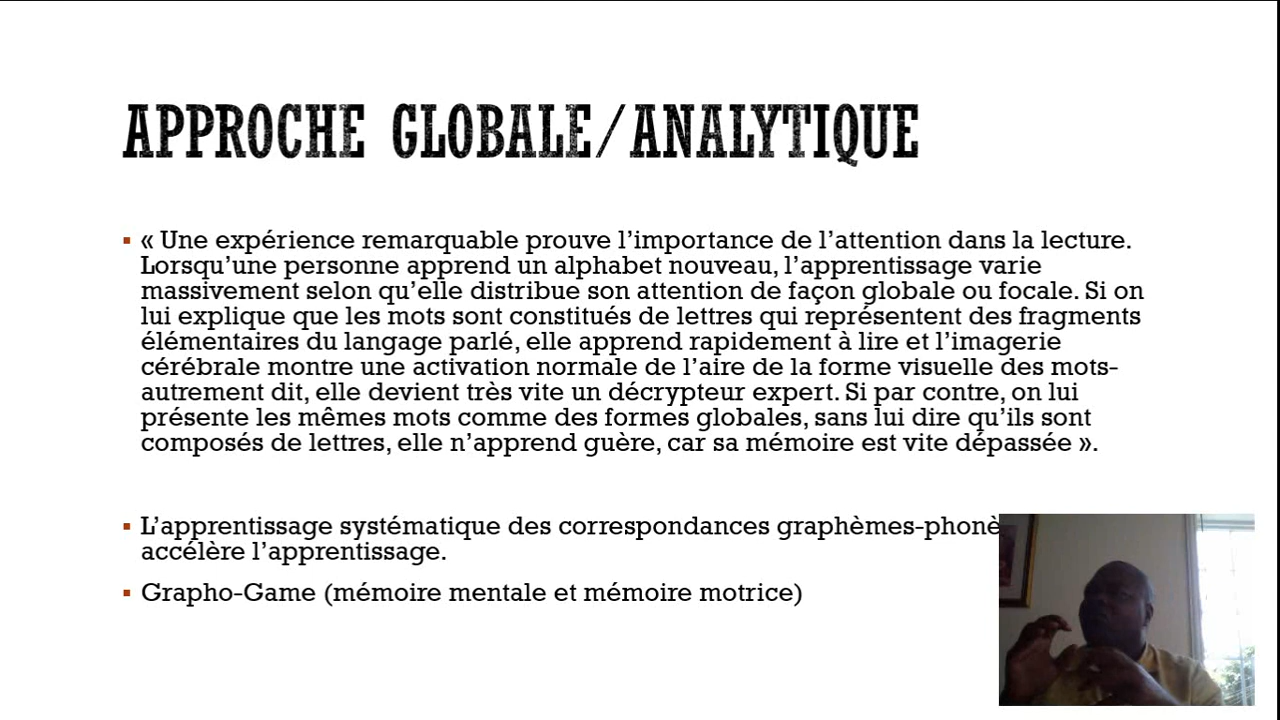 APPROCHE GLOBALE/ANALYTIQUE
« Une expérience remarquable prouve l’importance de l’attention dans la lecture.
Lorsqu’une personne apprend un alphabet nouveau, l’apprentissage varie
massivement selon qu’elle distribue son attention de façon globale ou focale. Si on
lui explique que les mots sont constitués de lettres qui représentent des fragments
élémentaires du langage parlé, elle apprend rapidement à lire et l’imagerie
cérébrale montre une activation normale de l’aire de la forme visuelle des mots-
autrement dit, elle devient très vite un décrypteur expert. Si par contre, on lui
présente les mêmes mots comme des formes globales, sans lui dire qu’ils sont
composés de lettres, elle n’apprend guère, car sa mémoire est vite dépassée ».
L’apprentissage systématique des correspondances graphèmes-phonè
accélère l’apprentissage.
Grapho-Game (mémoire mentale et mémoire motrice)